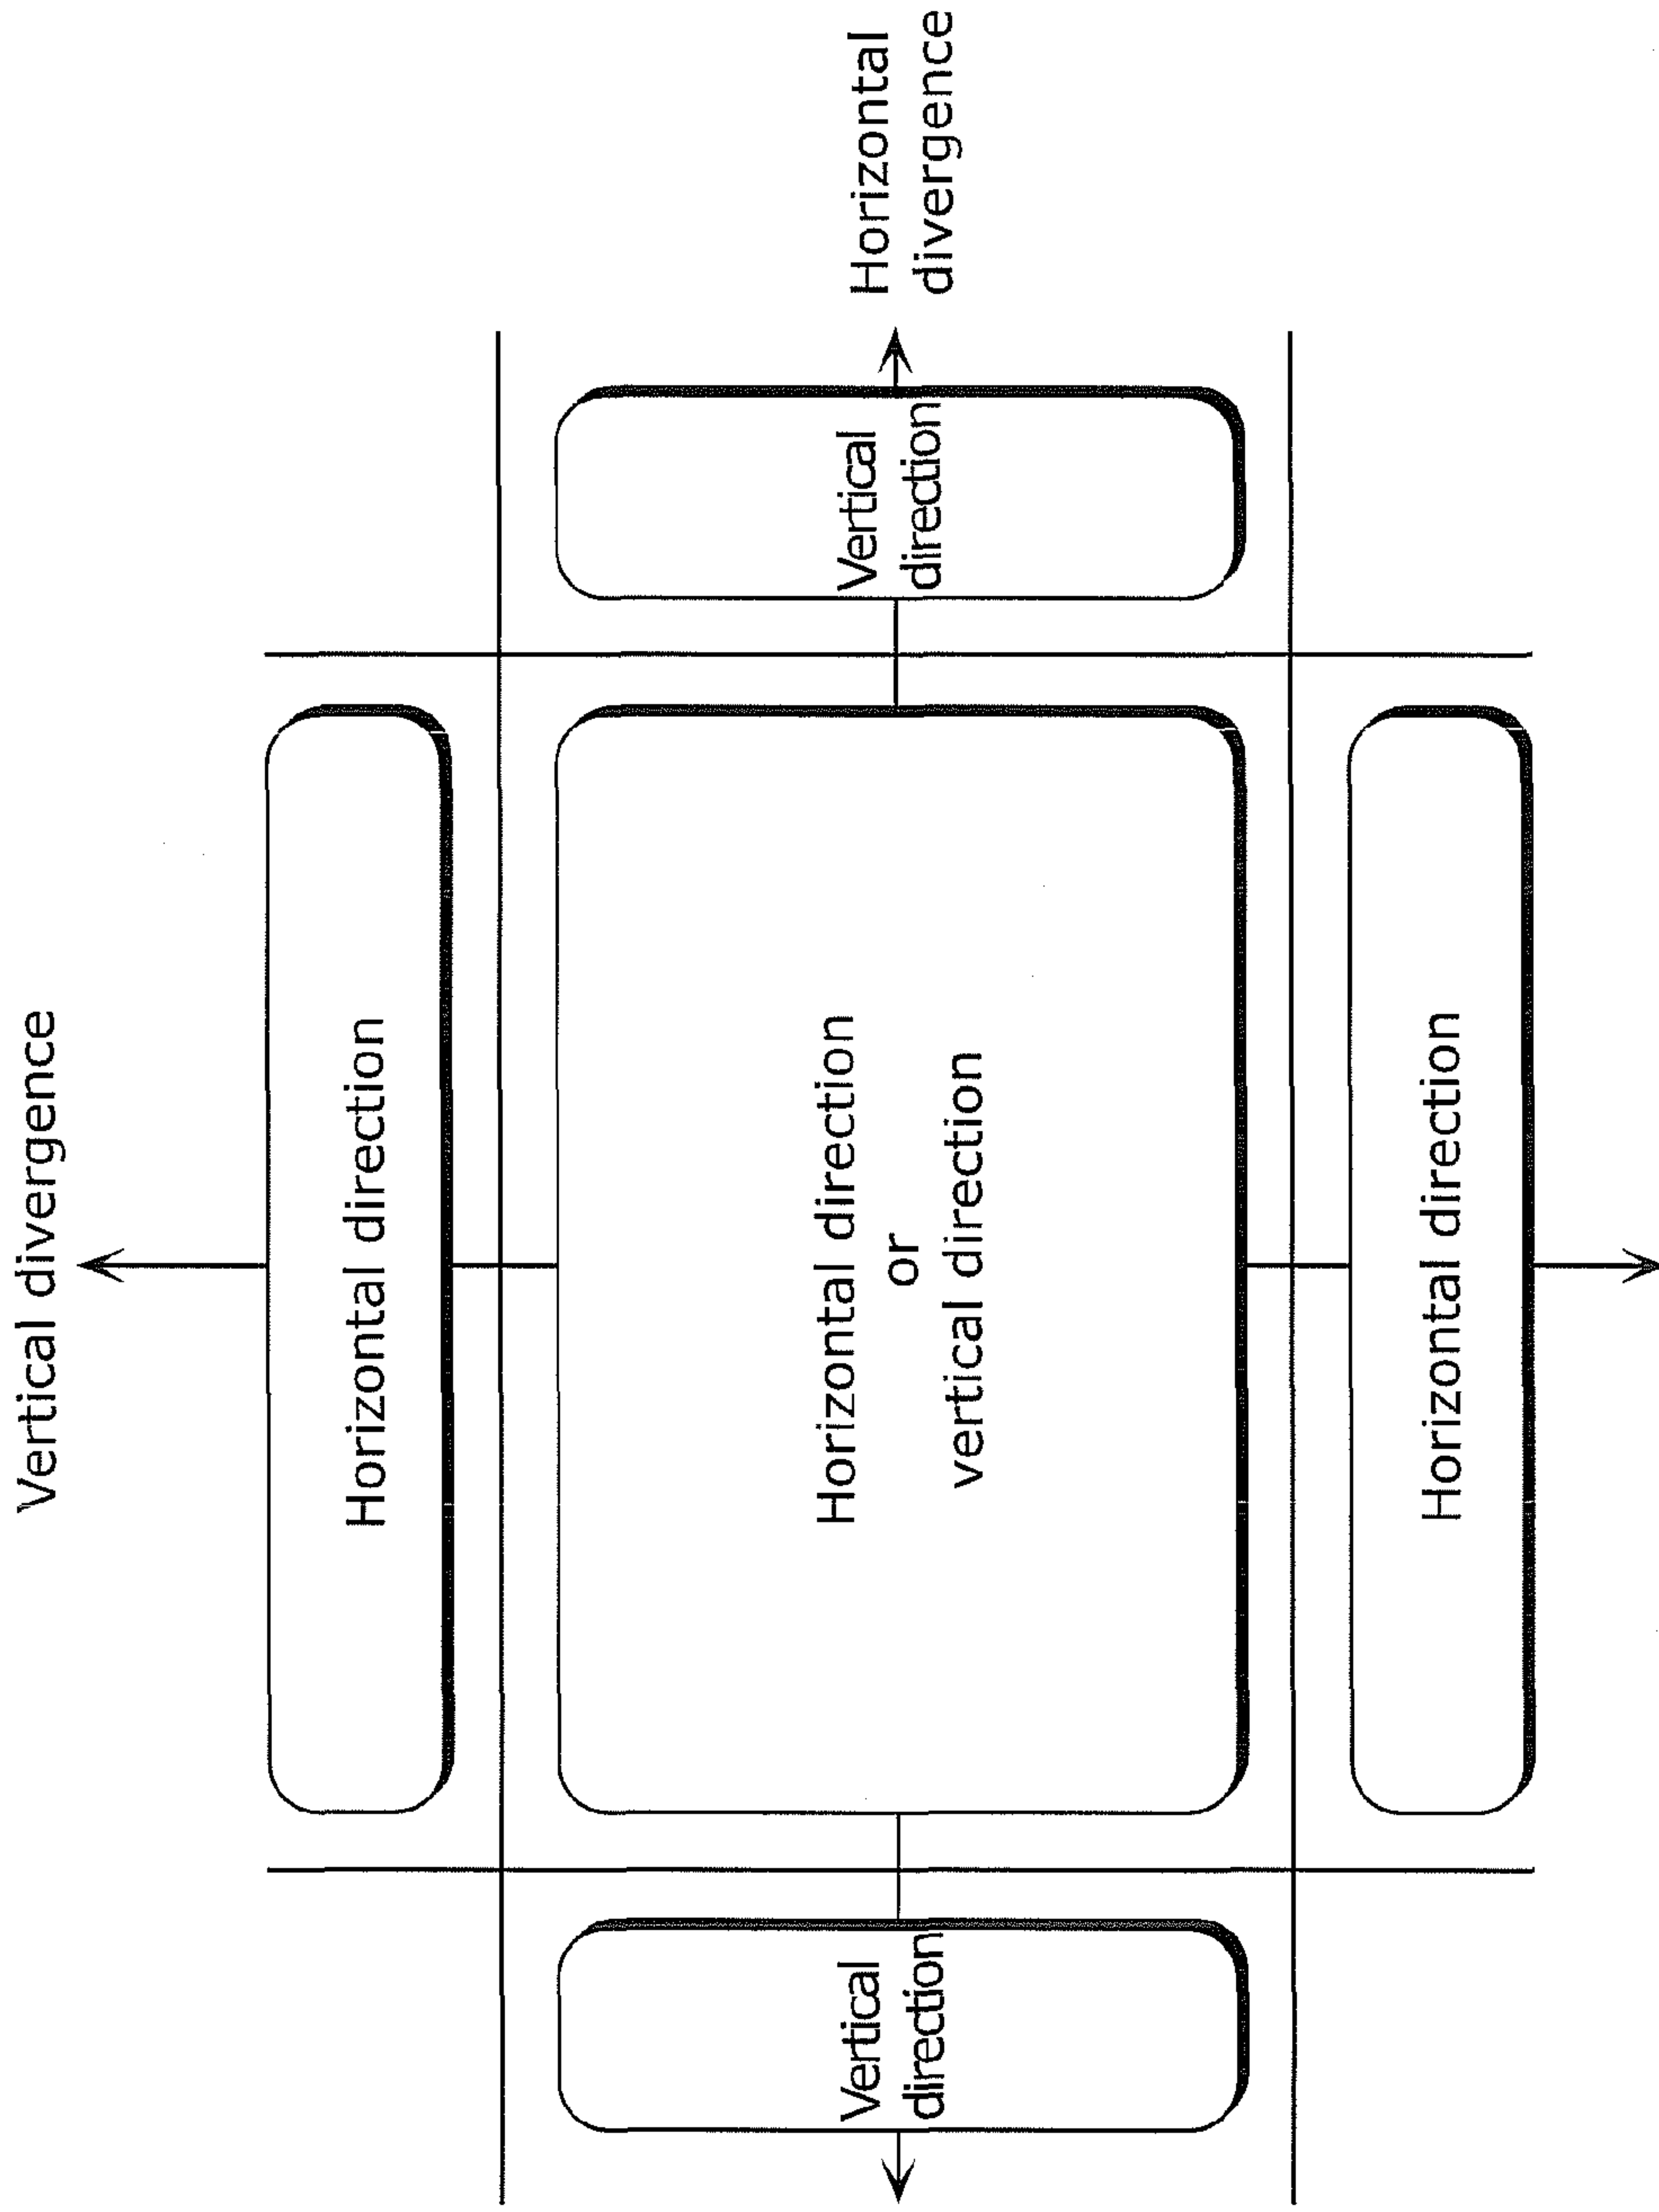 Vertical divergence
Horizontal direction
Vertical
direction
Horizontal direction
or
vertical direction
Vertical
direction
Horizontal
divergence
Horizontal direction